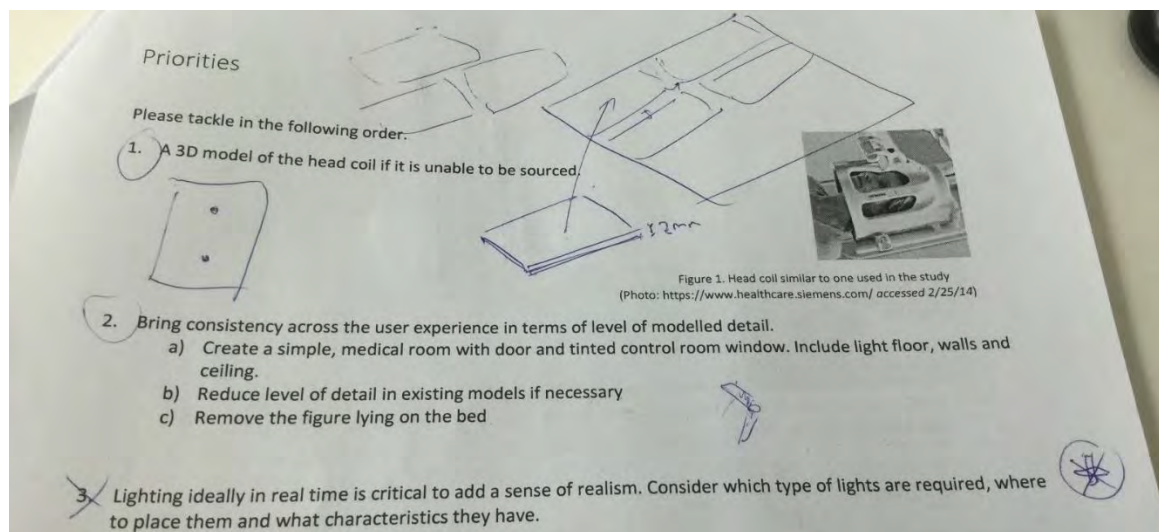 Priorities
Please tackle in the following order.
1. A 3D model of the head coil if it is unable to be sourced.
Figure 1. Head coil similar to one used in the study
(Photo: https://www.healthcare.siemens.com/ accessed 2/25/14)
2. Bring consistency across the user experience in terms of level of modelled detail.
a) Create a simple, medical room with door and tinted control room window. Include light floor, walls and
ceiling.
b) Reduce level of detail in existing models if necessary
c) Remove the figure lying on the bed
3. Lighting ideally in real time is critical to add a sense of realism. Consider which type of lights are required, where
to place them and what characteristics they have.